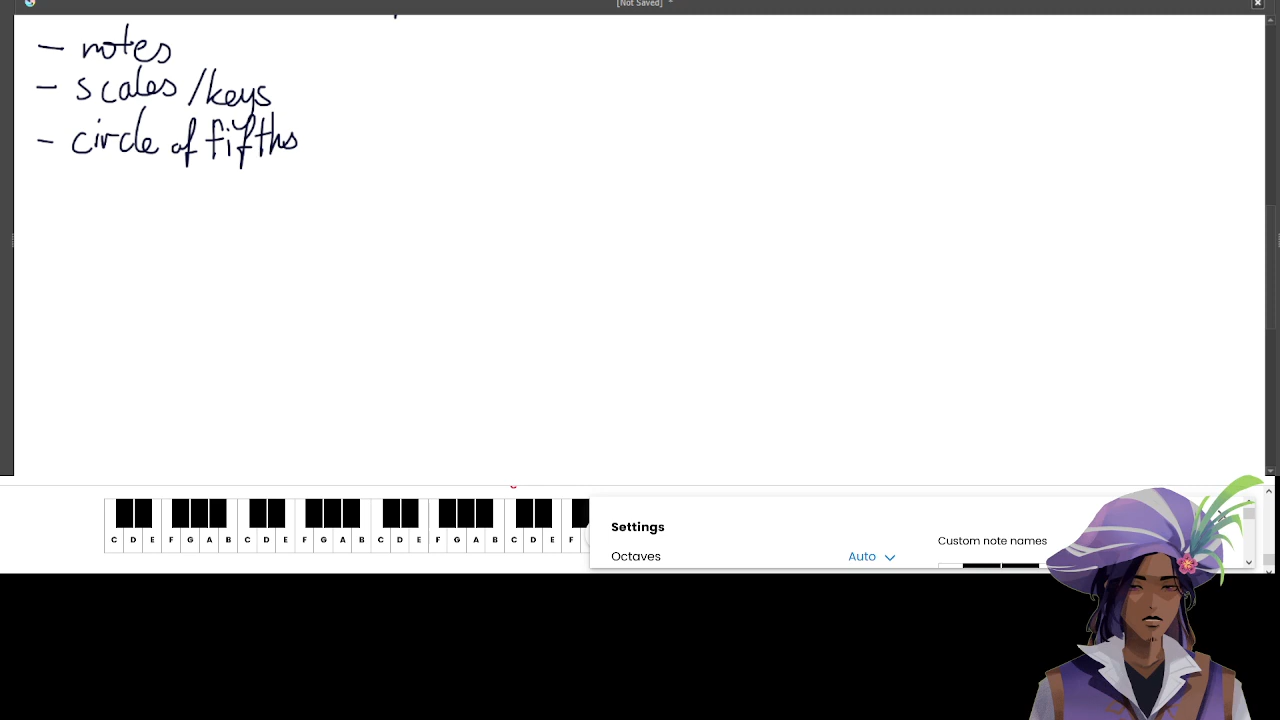 [Not Saved] *
– notes
– scales/keys
– circle of fifths
C D E F G A B C D E F G A B C D E F G A B C D E F
Settings
Octaves
Auto
Custom note names